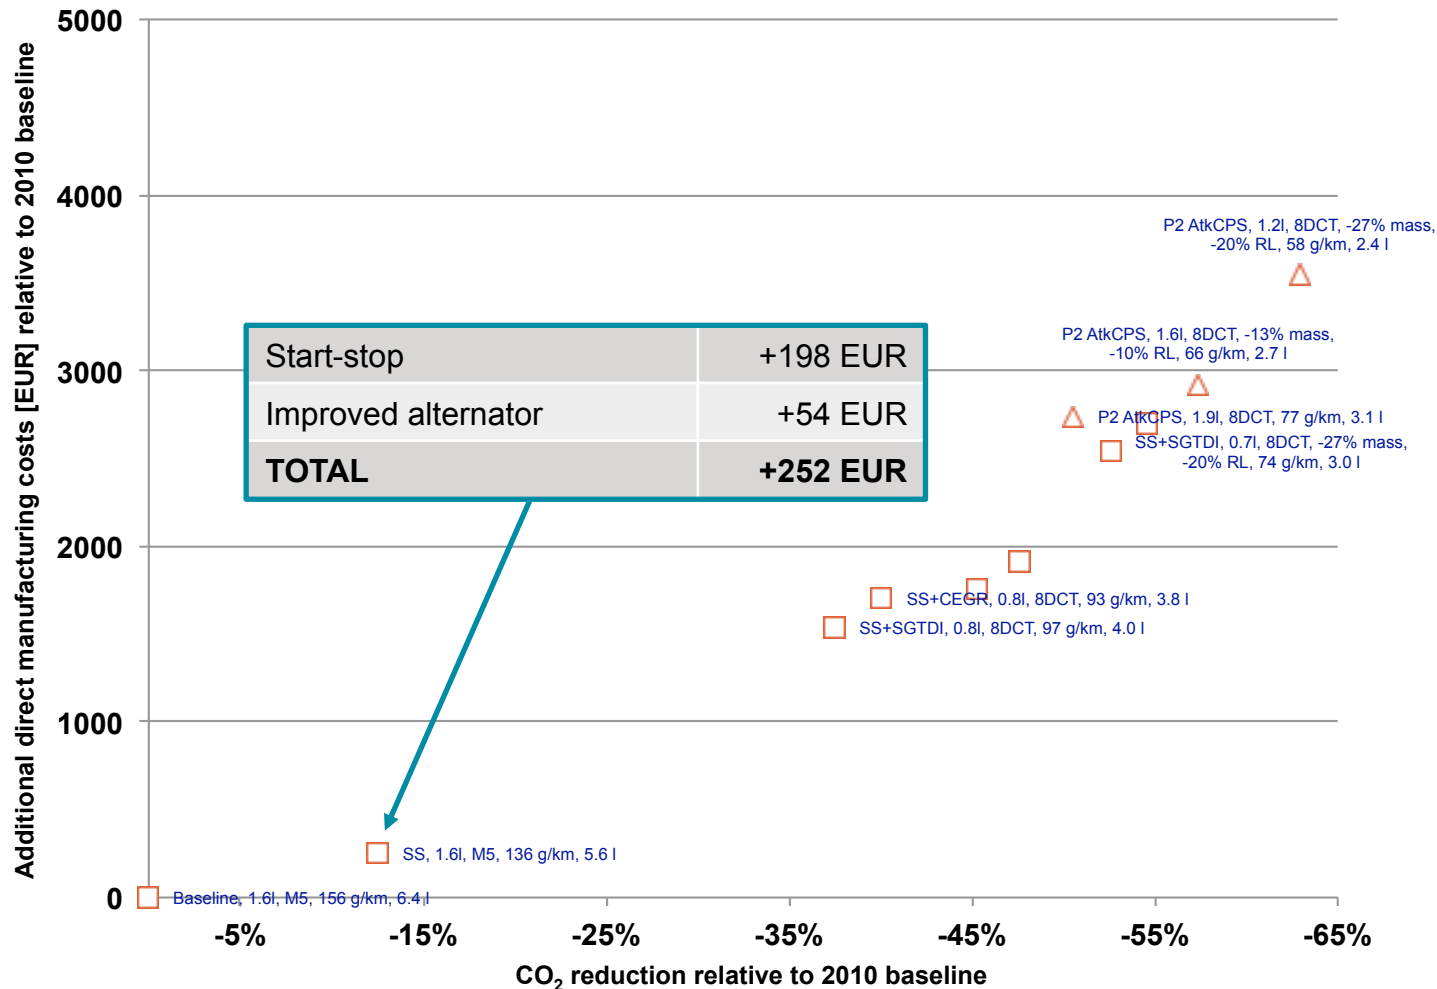 Additional direct manufacturing costs [EUR] relative to 2010 baseline
5000
4000
3000
2000
1000
0
P2 AtkCPS, 1.2l, 8DCT, -27% mass,
-20% RL, 58 g/km, 2.4 l
P2 AtkCPS, 1.6l, 8DCT, -13% mass,
-10% RL, 66 g/km, 2.7 l
P2 AtkCPS, 1.9l, 8DCT, 77 g/km, 3.1 l
SS+SGTDI, 0.7l, 8DCT, -27% mass,
-20% RL, 74 g/km, 3.0 l
Start-stop +198 EUR
Improved alternator +54 EUR
TOTAL +252 EUR
SS+CEGR, 0.8l, 8DCT, 93 g/km, 3.8 l
SS+SGTDI, 0.8l, 8DCT, 97 g/km, 4.0 l
SS, 1.6l, M5, 136 g/km, 5.6 l
Baseline, 1.6l, M5, 156 g/km, 6.4 l
-5% -15% -25% -35% -45% -55% -65%
CO₂ reduction relative to 2010 baseline